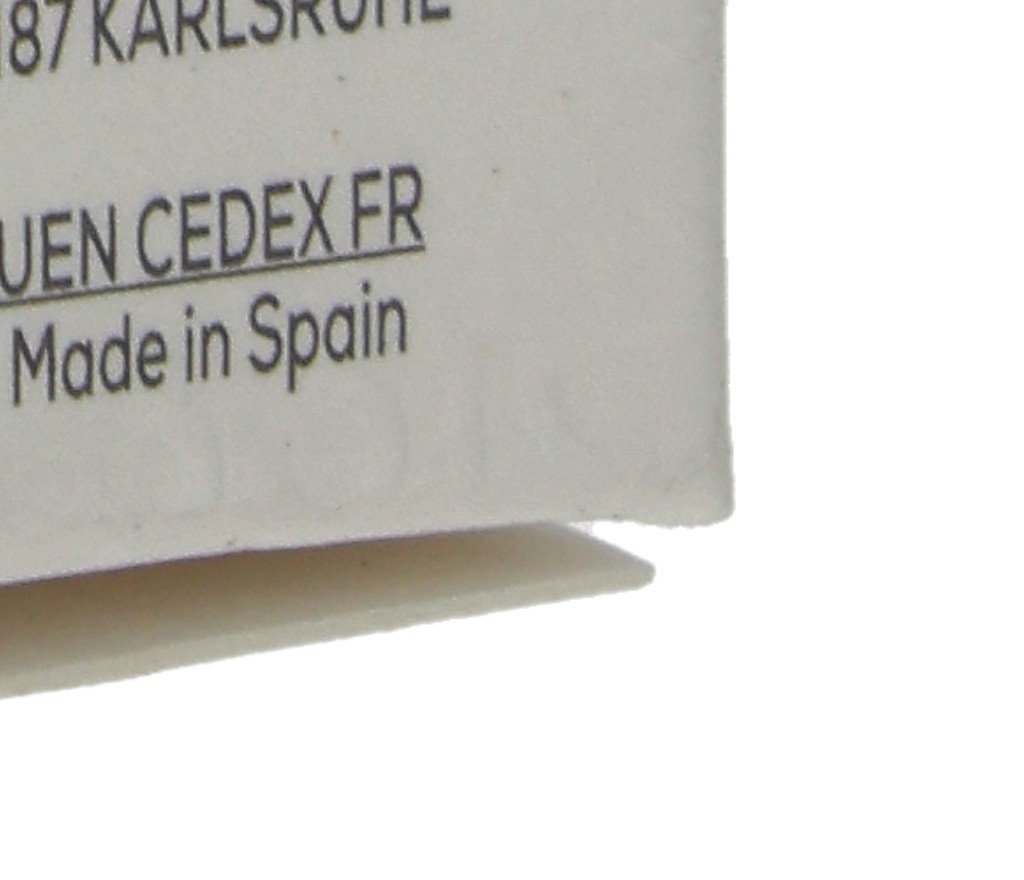 187 KARLSRUHE
UEN CEDEX FR
Made in Spain